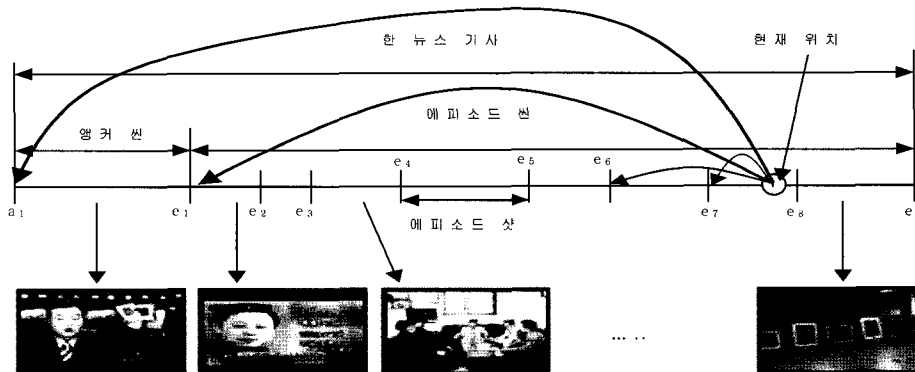 한 뉴스 기사
현재 위치
앵커 씬
에피소드 씬
e4 e5 e6
a1 e1 e2 e3 e7 e8 e
에피소드 샷
... ..